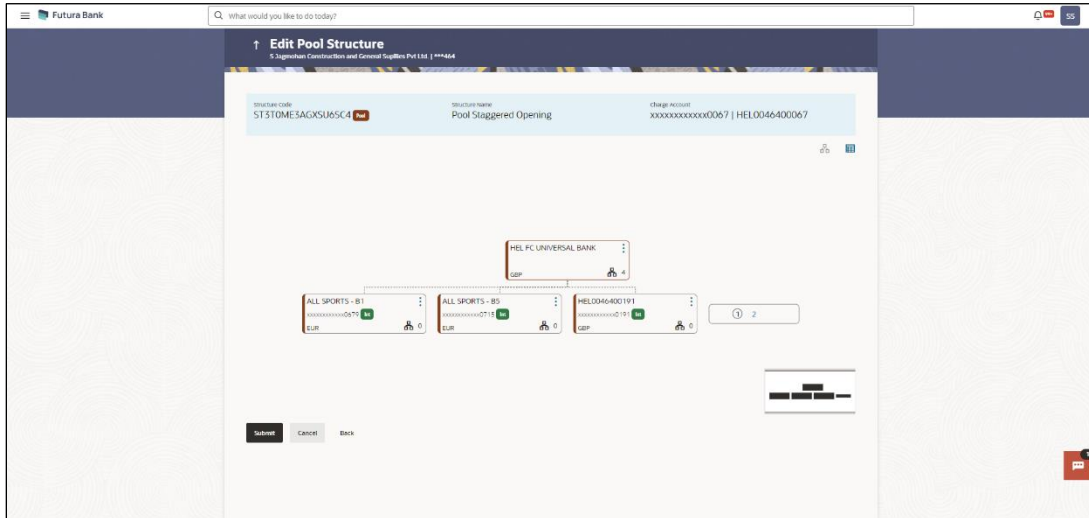 Futura Bank
What would you like to do today?
SS
↑ Edit Pool Structure
S Jagmohan Construction and General Supllies Pvt Ltd. | ***464
Structure Code
Structure Name
Charge Account
ST3T0ME3AGXSU6SC4 Pool
Pool Staggered Opening
xxxxxxxxxxxx0067 | HEL0046400067
HEL FC UNIVERSAL BANK
GBP
4
ALL SPORTS - B1
xxxxxxxxxxxx0679 Int
EUR
0
ALL SPORTS - B5
xxxxxxxxxxxx0715 Int
EUR
0
HEL0046400191
xxxxxxxxxxxx0191 Int
GBP
0
1 2
Submit
Cancel
Back